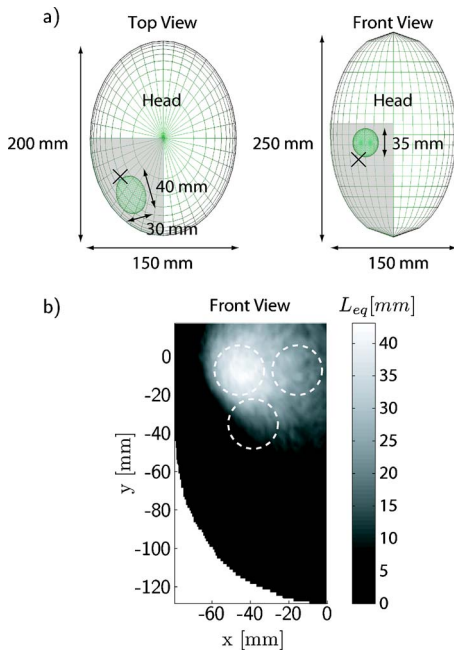 a)
Top View
Front View
Head
Head
200 mm
250 mm
35 mm
40 mm
30 mm
150 mm
150 mm
b)
Front View
L_{eq}[mm]
0
-20
-40
-60
-80
-100
-120
y [mm]
-60
-40
-20
0
x [mm]
40
35
30
25
20
15
10
5
0